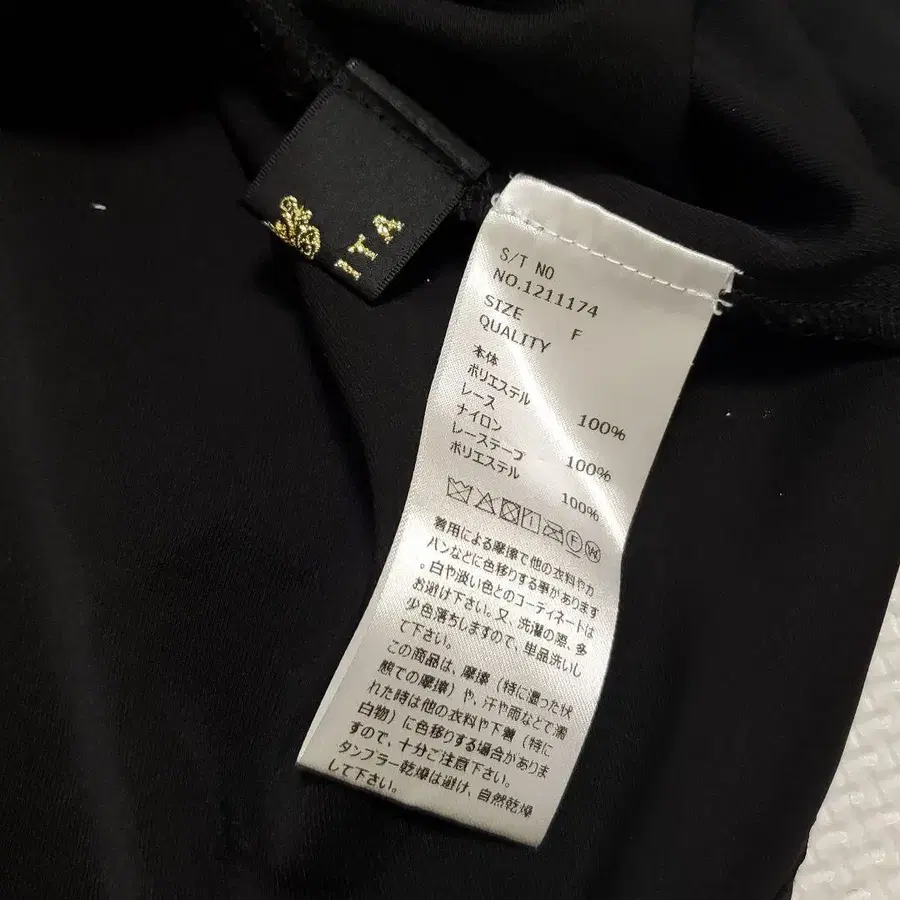 ITA
S/T NO
NO.1211174
SIZE F
QUALITY
本体
ポリエステル 100%
レース
ナイロン 100%
レーステープ
ポリエステル 100%
F W
着用による摩擦で他の衣料やカ
バンなどに色移りする事があります
。白や淡い色とのコーディネートは
お避け下さい。又、洗濯の際、多
少色落ちしますので、単品洗いし
て下さい。
この商品は、摩擦（特に湿った状
態での摩擦）や、汗や雨などで濡
れた時は他の衣料や下着（特に
白物）に色移りする場合がありま
すので、十分ご注意下さい。
タンブラー乾燥は避け、自然乾燥
して下さい。